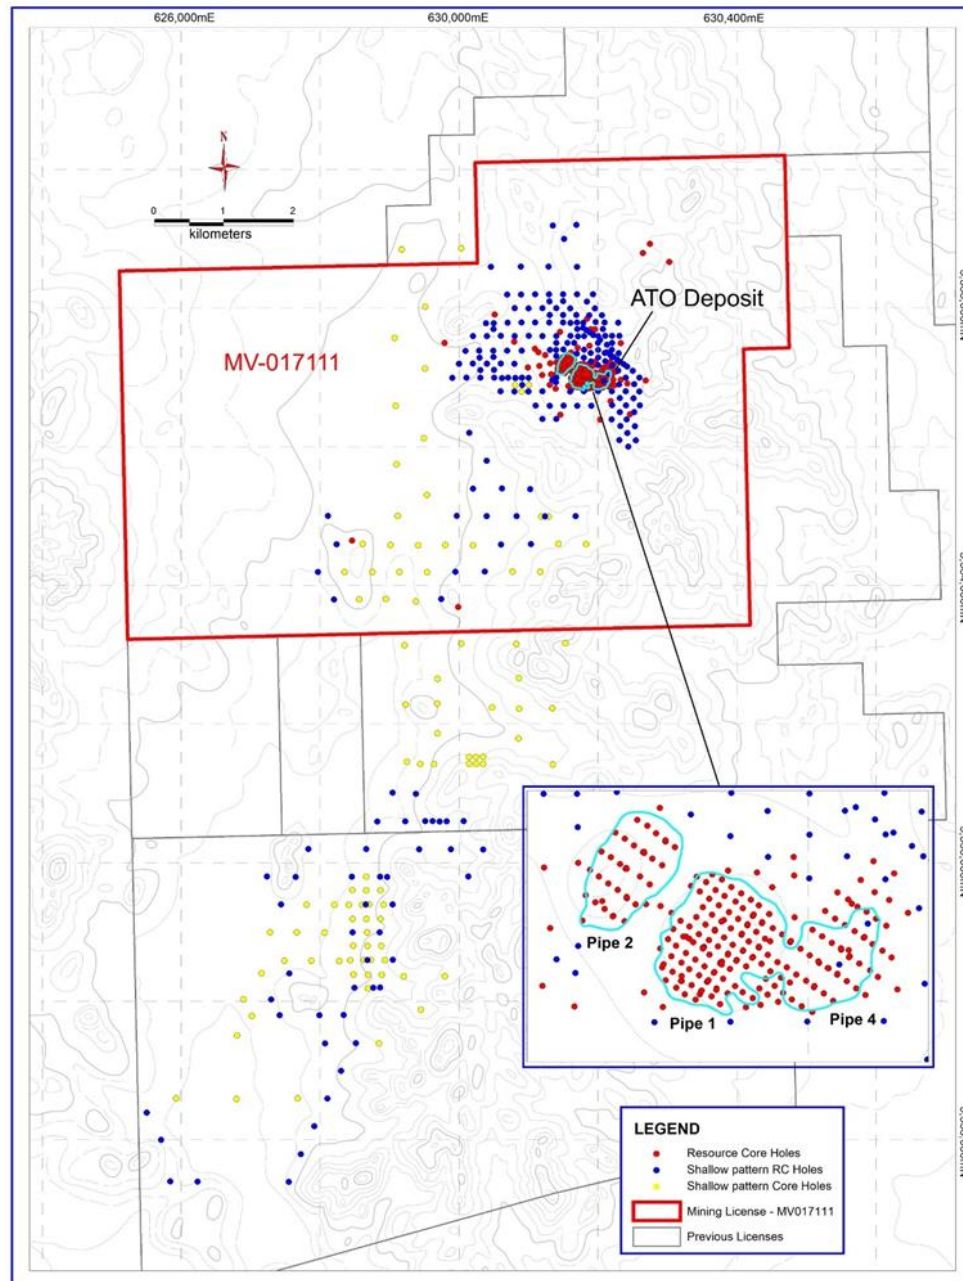 626,000mE
630,000mE
630,400mE
N
0 1 2
kilometers
ATO Deposit
MV-017111
Pipe 2
Pipe 1
Pipe 4
LEGEND
Resource Core Holes
Shallow pattern RC Holes
Shallow pattern Core Holes
Mining License - MV017111
Previous Licenses